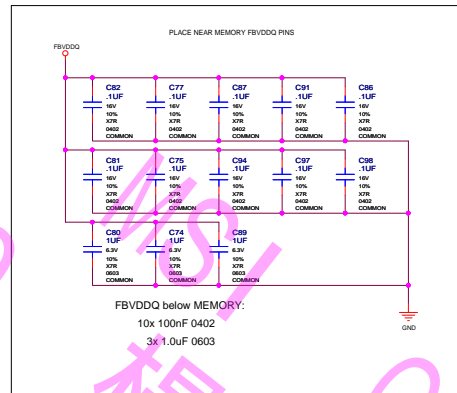 PLACE NEAR MEMORY FBVDDQ PINS
FBVDDQ
C82 C77 C87 C91 C86
.1UF .1UF .1UF .1UF .1UF
16V 16V 16V 16V 16V
10% 10% 10% 10% 10%
X7R X7R X7R X7R X7R
0402 0402 0402 0402 0402
COMMON COMMON COMMON COMMON COMMON
C81 C75 C94 C97 C98
.1UF .1UF .1UF .1UF .1UF
16V 16V 16V 16V 16V
10% 10% 10% 10% 10%
X7R X7R X7R X7R X7R
0402 0402 0402 0402 0402
COMMON COMMON COMMON COMMON COMMON
C80 C74 C89
1UF 1UF 1UF
6.3V 6.3V 6.3V
10% 10% 10%
X7R X7R X7R
0603 0603 0603
COMMON COMMON COMMON
FBVDDQ below MEMORY:
10x 100nF 0402
3x 1.0uF 0603
GND
MSI